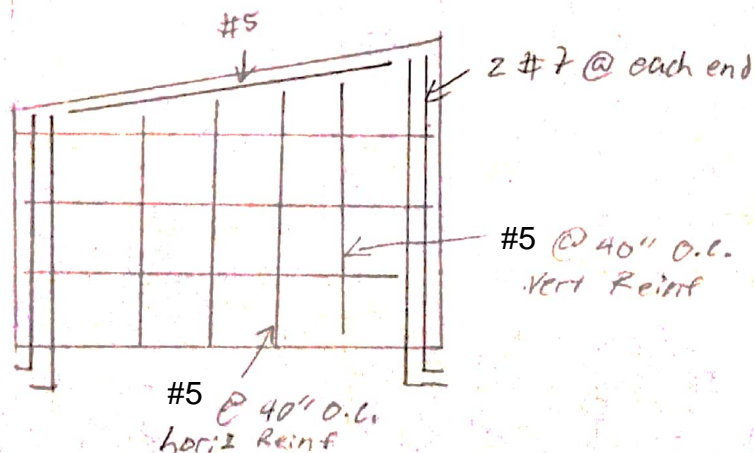 #5
2 #7 @ each end
#5 @ 40" O.C.
Vert Reinf
#5 @ 40" O.C.
horiz Reinf